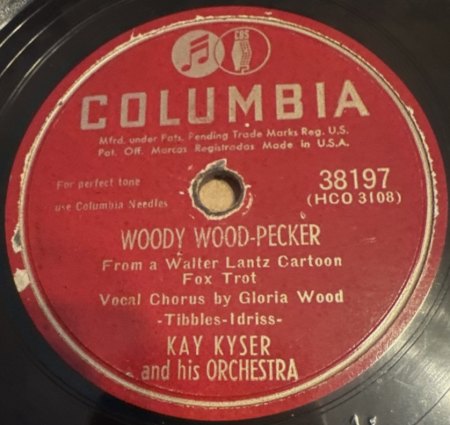 CBS
COLUMBIA
Mfrd. under Pats. Pending Trade Marks Reg. U.S.
Pat. Off. Marcas Registradas Made in U.S.A.
For perfect tone
use Columbia Needles
38197
(HCO 3108)
WOODY WOOD-PECKER
From a Walter Lantz Cartoon
Fox Trot
Vocal Chorus by Gloria Wood
-Tibbles-Idriss-
KAY KYSER
and his ORCHESTRA